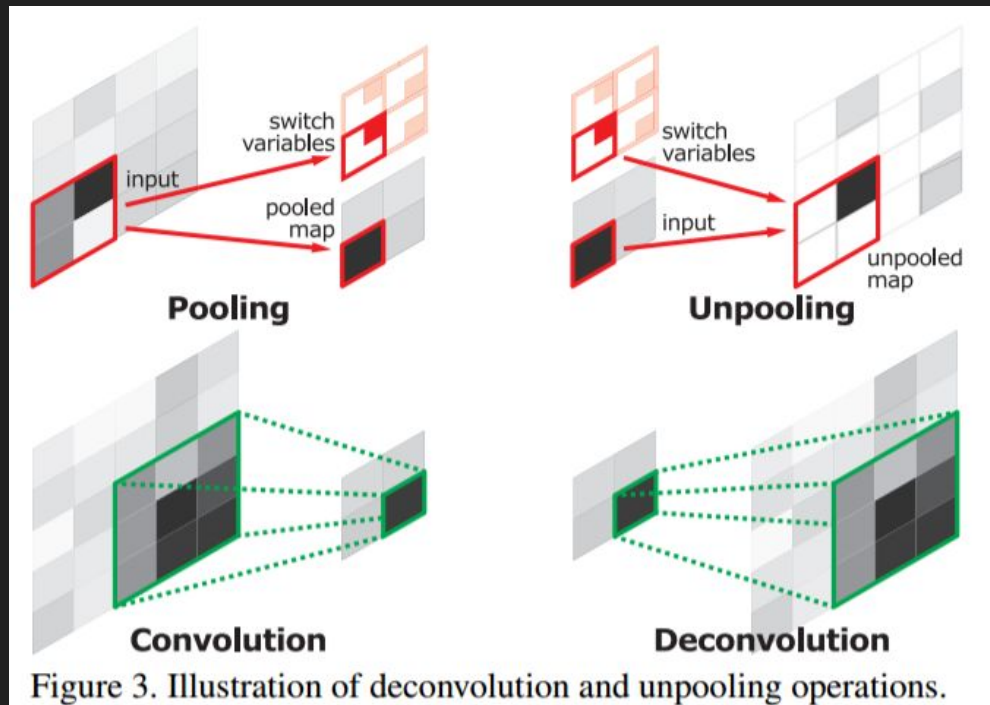 switch
variables
input
pooled
map
Pooling
switch
variables
input
unpooled
map
Unpooling
Convolution
Deconvolution
Figure 3. Illustration of deconvolution and unpooling operations.